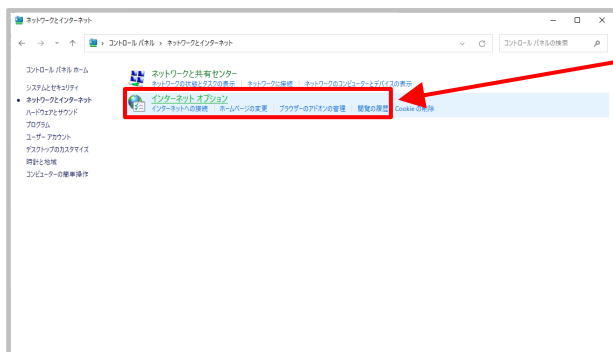 ネットワークとインターネット
コントロール パネル › ネットワークとインターネット
コントロール パネルの検索
コントロール パネル ホーム
システムとセキュリティ
ネットワークとインターネット
ハードウェアとサウンド
プログラム
ユーザー アカウント
デスクトップのカスタマイズ
時計と地域
コンピューターの簡単操作
ネットワークと共有センター
ネットワークの状態とタスクの表示 ネットワークに接続 ネットワークのコンピューターとデバイスの表示
インターネット オプション
インターネットへの接続 ホームページの変更 ブラウザーのアドオンの管理 閲覧の履歴 Cookie の削除